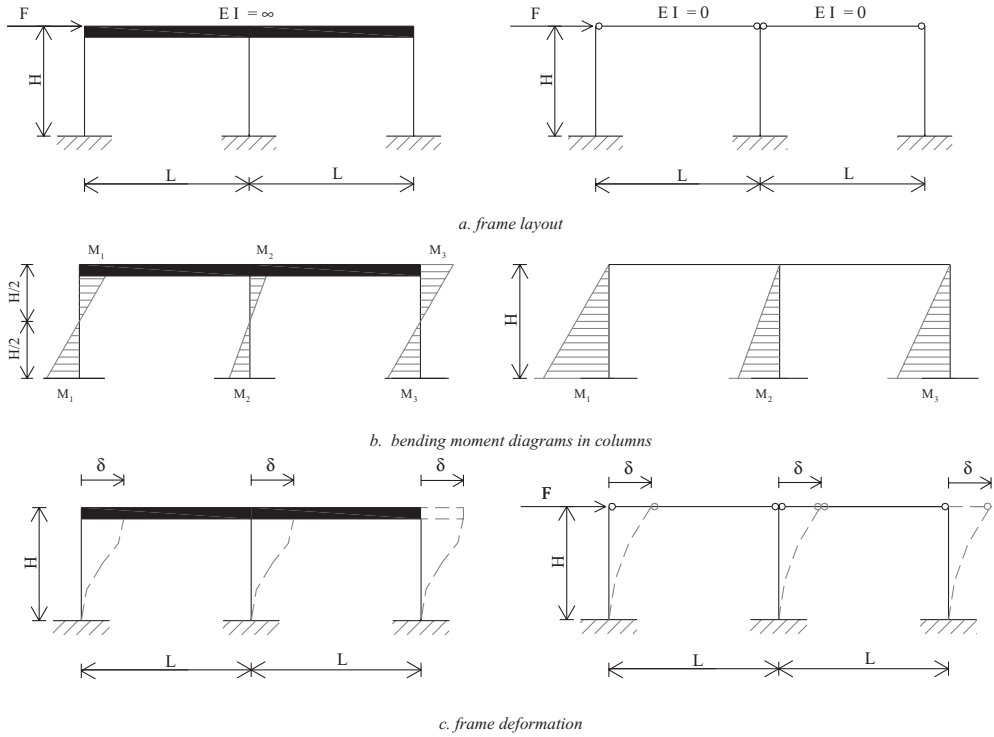 F E I = ∞ F E I = 0 E I = 0
H H
L L L L
a. frame layout
M₁ M₂ M₃
H/2 H/2 H
M₁ M₂ M₃ M₁ M₂ M₃
b. bending moment diagrams in columns
δ δ δ δ δ δ
F
H H
L L L L
c. frame deformation